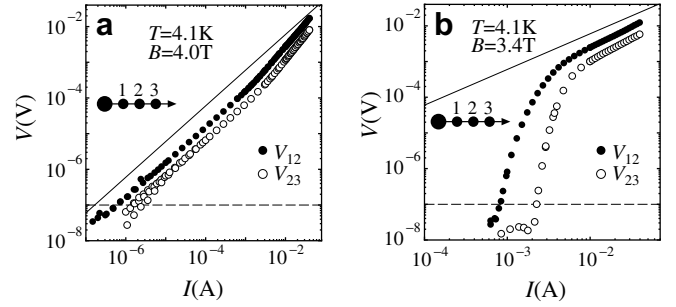 a
T=4.1K
B=4.0T
1 2 3
V12
V23
V(V)
10⁻²
10⁻⁴
10⁻⁶
10⁻⁸
10⁻⁶ 10⁻⁴ 10⁻²
I(A)
b
T=4.1K
B=3.4T
1 2 3
V12
V23
V(V)
10⁻²
10⁻⁴
10⁻⁶
10⁻⁸
10⁻⁴ 10⁻³ 10⁻²
I(A)